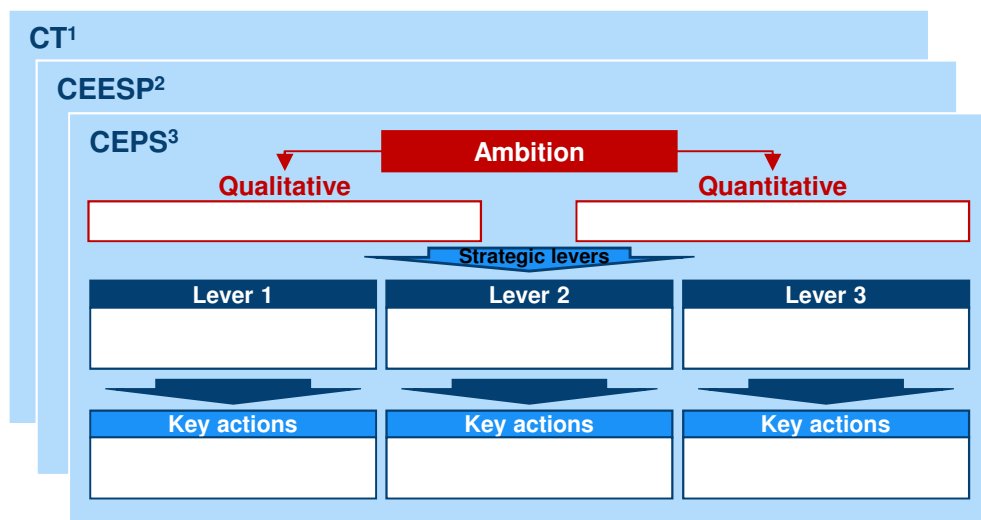 CT¹
CEESP²
CEPS³
Ambition
Qualitative
Quantitative
Strategic levers
Lever 1
Lever 2
Lever 3
Key actions
Key actions
Key actions